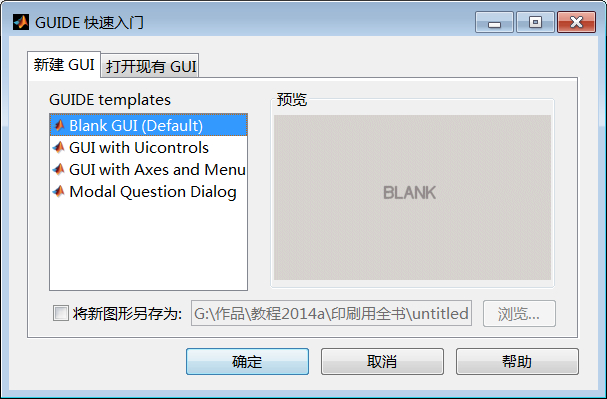 GUIDE 快速入门
新建 GUI
打开现有 GUI
GUIDE templates
Blank GUI (Default)
GUI with Uicontrols
GUI with Axes and Menu
Modal Question Dialog
预览
BLANK
将新图形另存为:
G:\作品\教程2014a\印刷用全书\untitled
浏览...
确定
取消
帮助